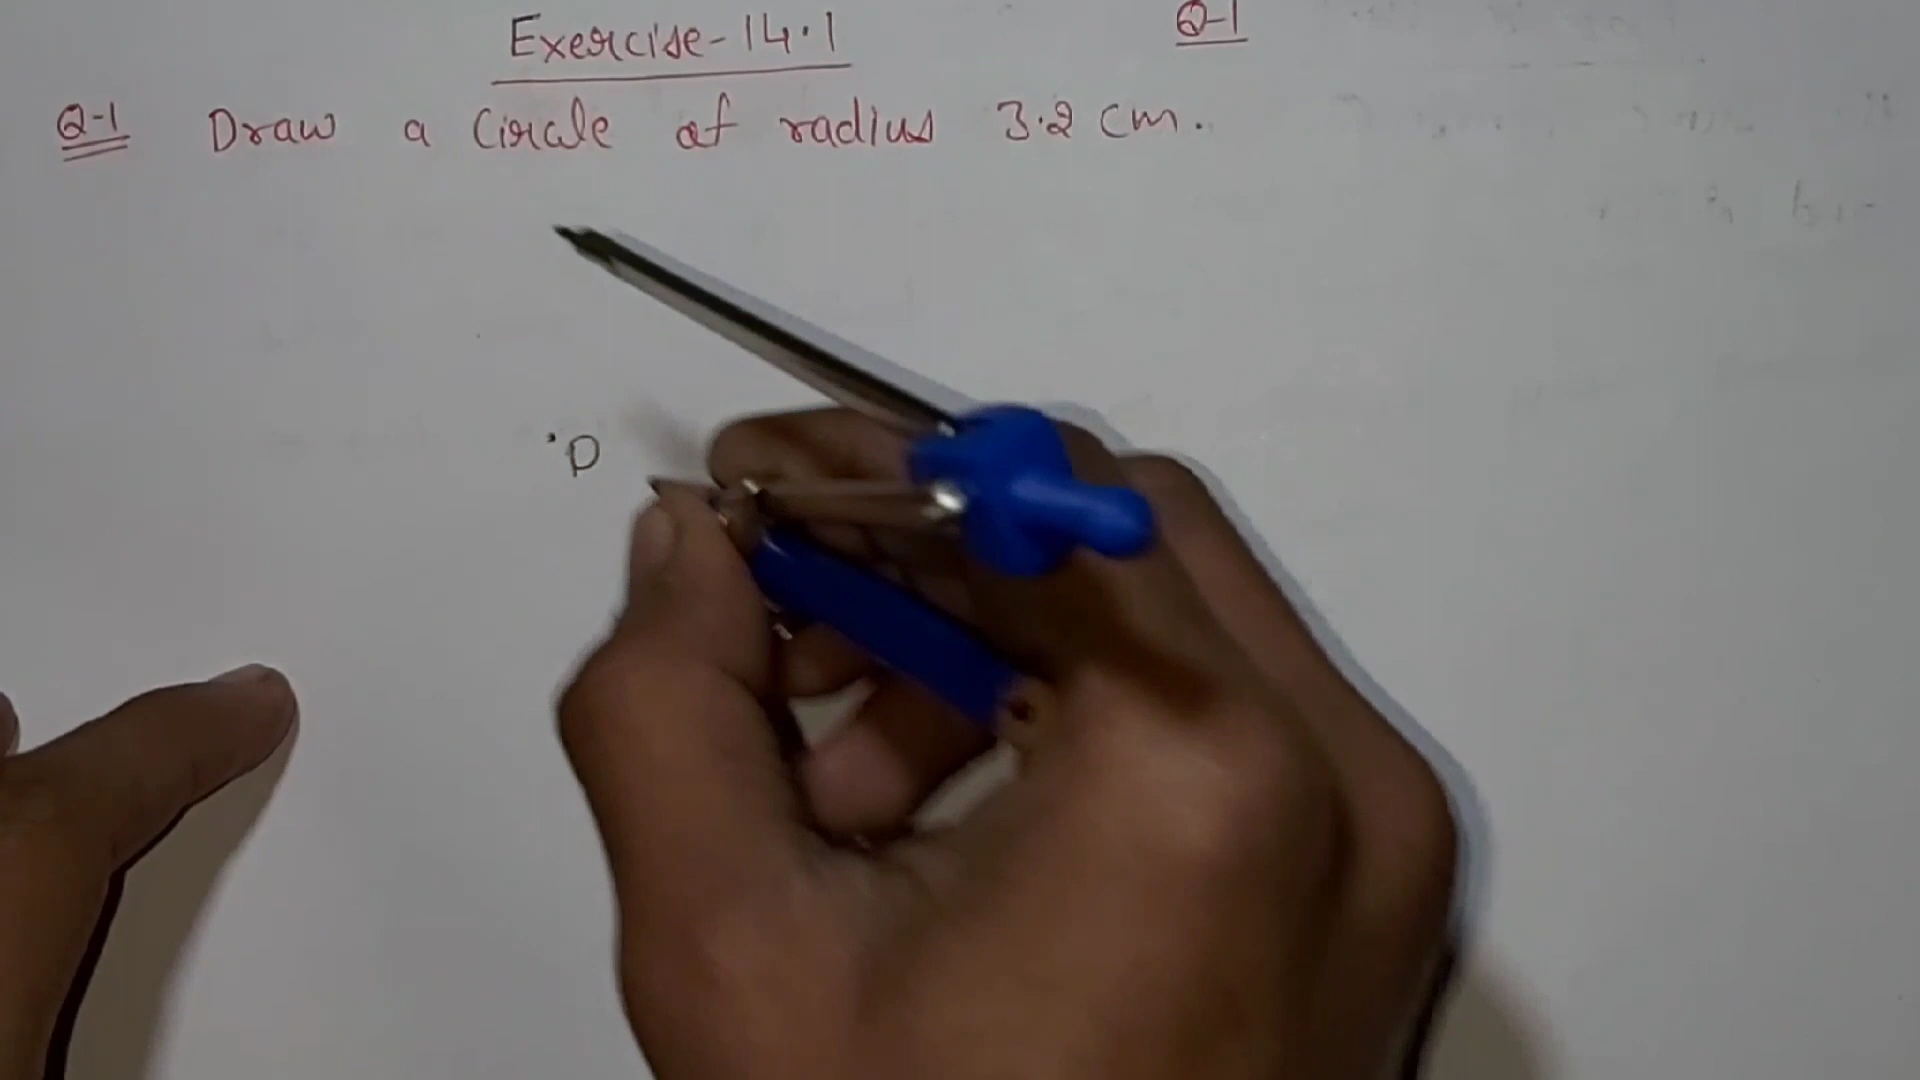 Exercise-14.1
Q-1
Q-1 Draw a Circle of radius 3.2 cm.
O